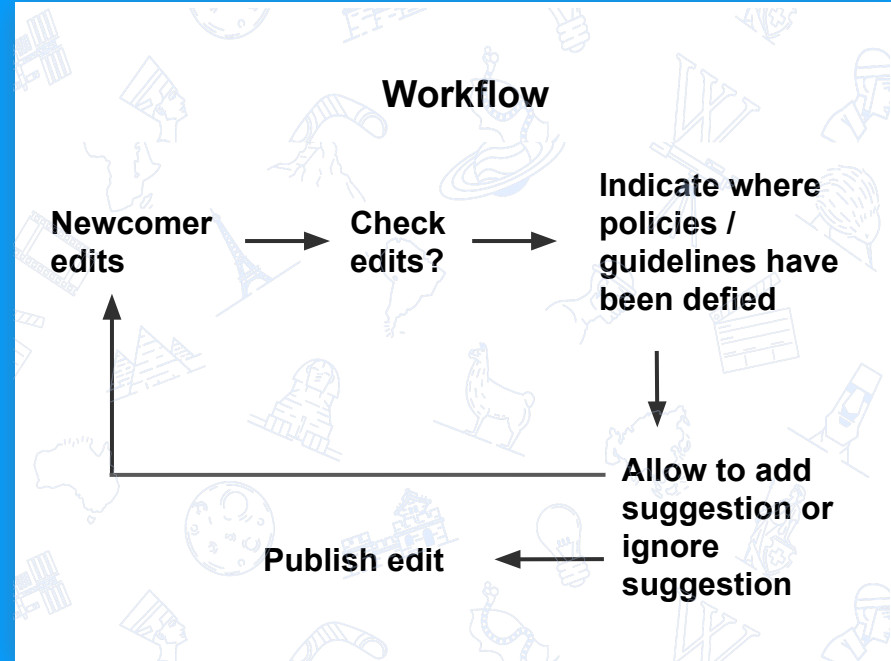 Workflow
Newcomer
edits
Check
edits?
Indicate where
policies /
guidelines have
been defied
Allow to add
suggestion or
ignore
suggestion
Publish edit